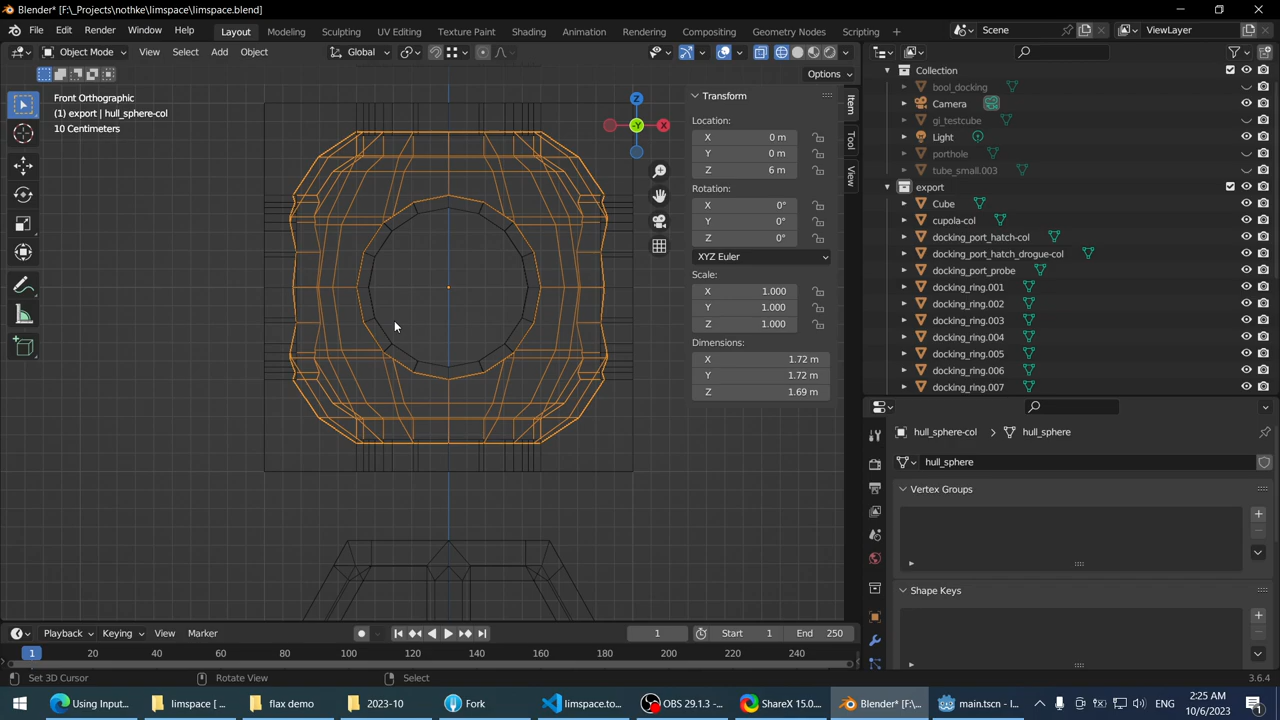 Blender* [F:\_Projects\nothke\limspace\limspace.blend]
File Edit Render Window Help Layout Modeling Sculpting UV Editing Texture Paint Shading Animation Rendering Compositing Geometry Nodes Scripting + Scene ViewLayer
Object Mode View Select Add Object Global
Options
Front Orthographic
(1) export | hull_sphere-col
10 Centimeters
Z
X
-Y
Transform
Location:
X 0 m
Y 0 m
Z 6 m
Rotation:
X 0°
Y 0°
Z 0°
XYZ Euler
Scale:
X 1.000
Y 1.000
Z 1.000
Dimensions:
X 1.72 m
Y 1.72 m
Z 1.69 m
Item
Tool
View
Collection
bool_docking
Camera
gi_testcube
Light
porthole
tube_small.003
export
Cube
cupola-col
docking_port_hatch-col
docking_port_hatch_drogue-col
docking_port_probe
docking_ring.001
docking_ring.002
docking_ring.003
docking_ring.004
docking_ring.005
docking_ring.006
docking_ring.007
hull_sphere-col hull_sphere
hull_sphere
Vertex Groups
Shape Keys
Playback Keying View Marker 1 Start 1 End 250
1 20 40 60 80 100 120 140 160 180 200 220 240
Set 3D Cursor Rotate View Select 3.6.4
Using Input... limspace [ ... flax demo 2023-10 Fork limspace.to... OBS 29.1.3 -... ShareX 15.0... Blender* [F:\... main.tscn - l... ENG 2:25 AM
10/6/2023